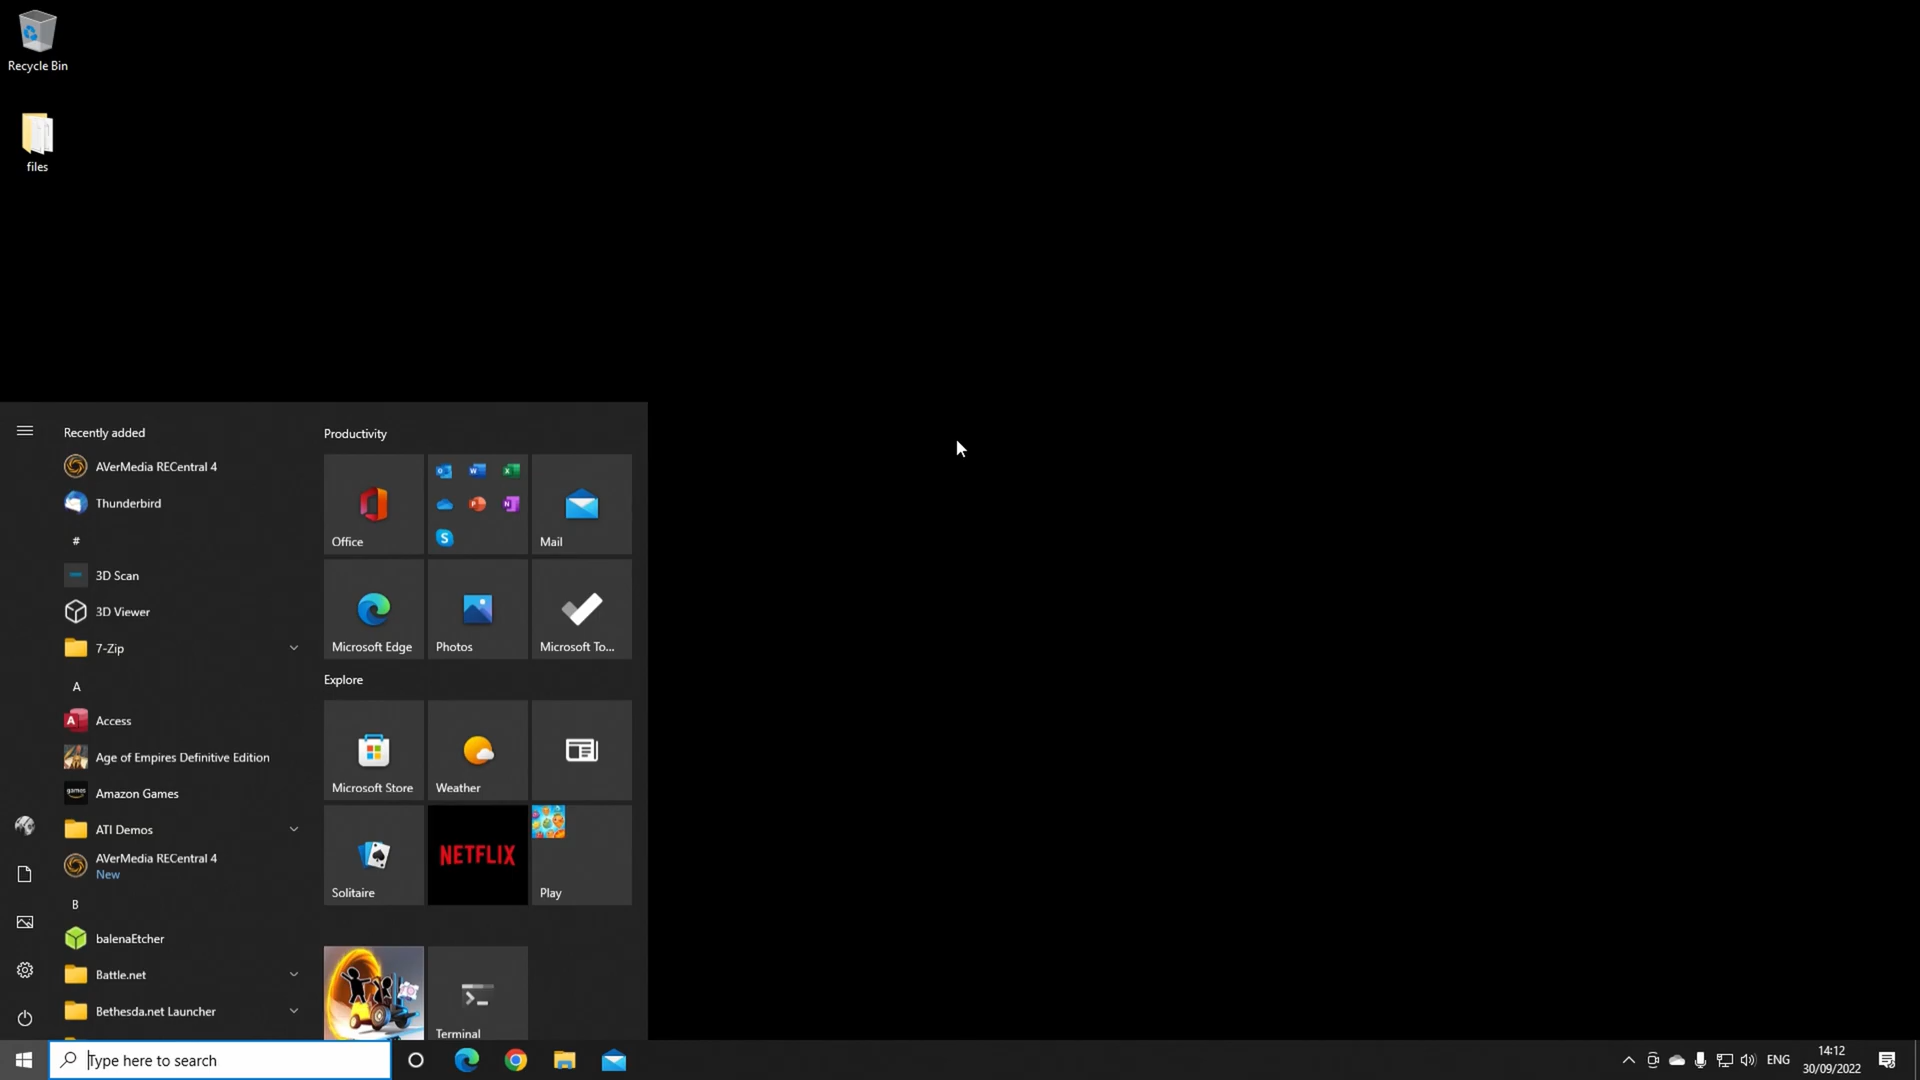 Recycle Bin
files
Recently added
AVerMedia RECentral 4
Thunderbird
#
3D Scan
3D Viewer
7-Zip
A
Access
Age of Empires Definitive Edition
games
Amazon Games
ATI Demos
AVerMedia RECentral 4
New
B
balenaEtcher
Battle.net
Bethesda.net Launcher
Productivity
Office
Mail
Microsoft Edge
Photos
Microsoft To...
Explore
Microsoft Store
Weather
Solitaire
NETFLIX
Play
Terminal
Type here to search
ENG
14:12
30/09/2022